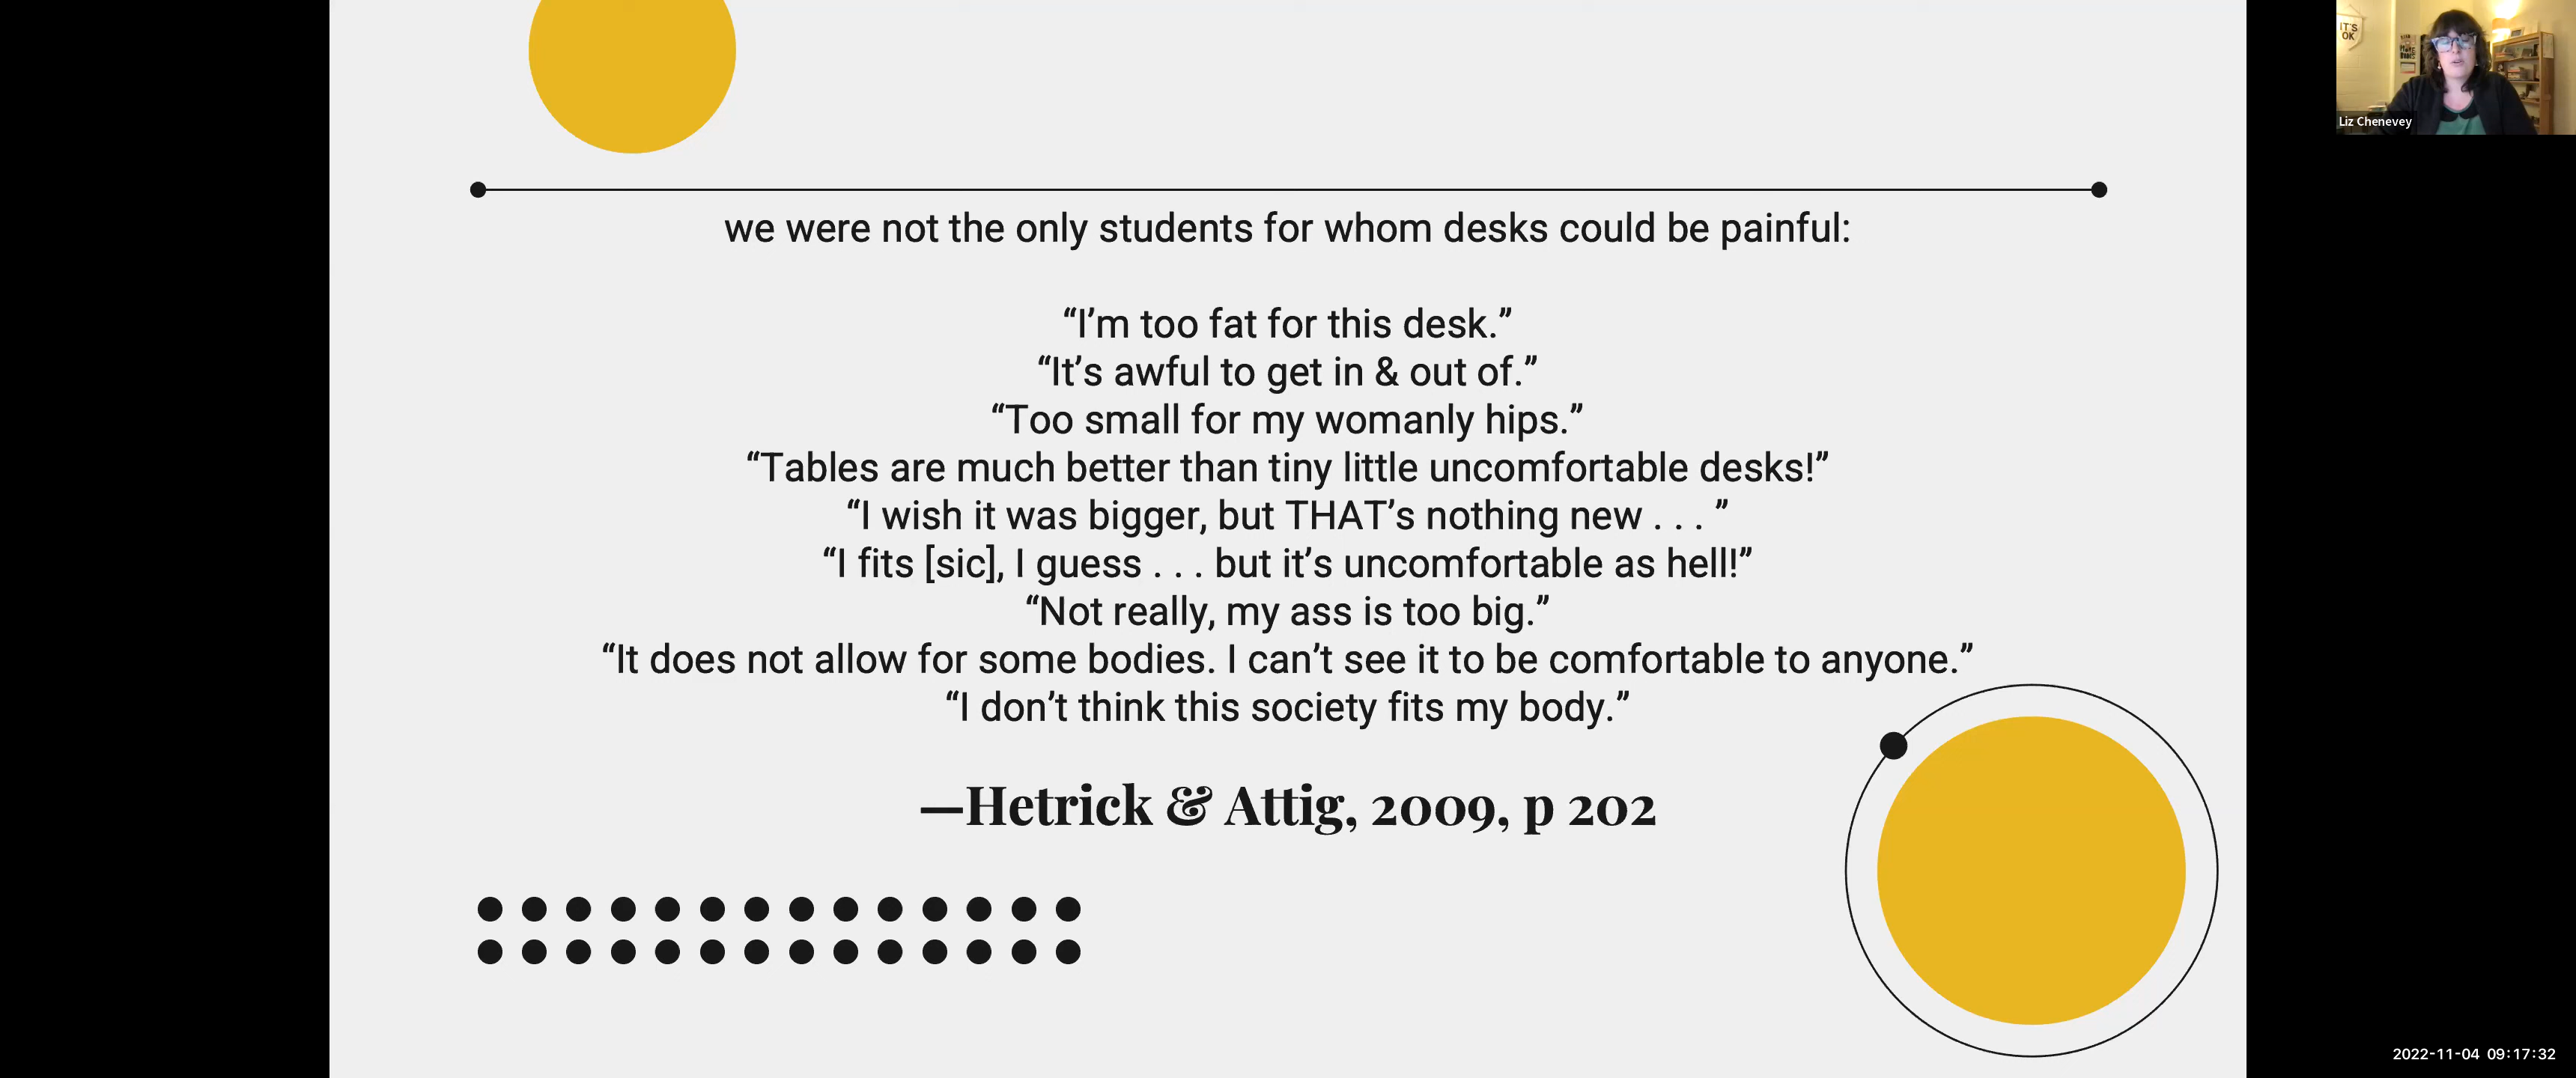 we were not the only students for whom desks could be painful:
“I’m too fat for this desk.”
“It’s awful to get in & out of.”
“Too small for my womanly hips.”
“Tables are much better than tiny little uncomfortable desks!”
“I wish it was bigger, but THAT’s nothing new . . . ”
“I fits [sic], I guess . . . but it’s uncomfortable as hell!”
“Not really, my ass is too big.”
“It does not allow for some bodies. I can’t see it to be comfortable to anyone.”
“I don’t think this society fits my body.”
—Hetrick & Attig, 2009, p 202
IT'S
OK
Liz Chenevey
2022-11-04 09:17:32